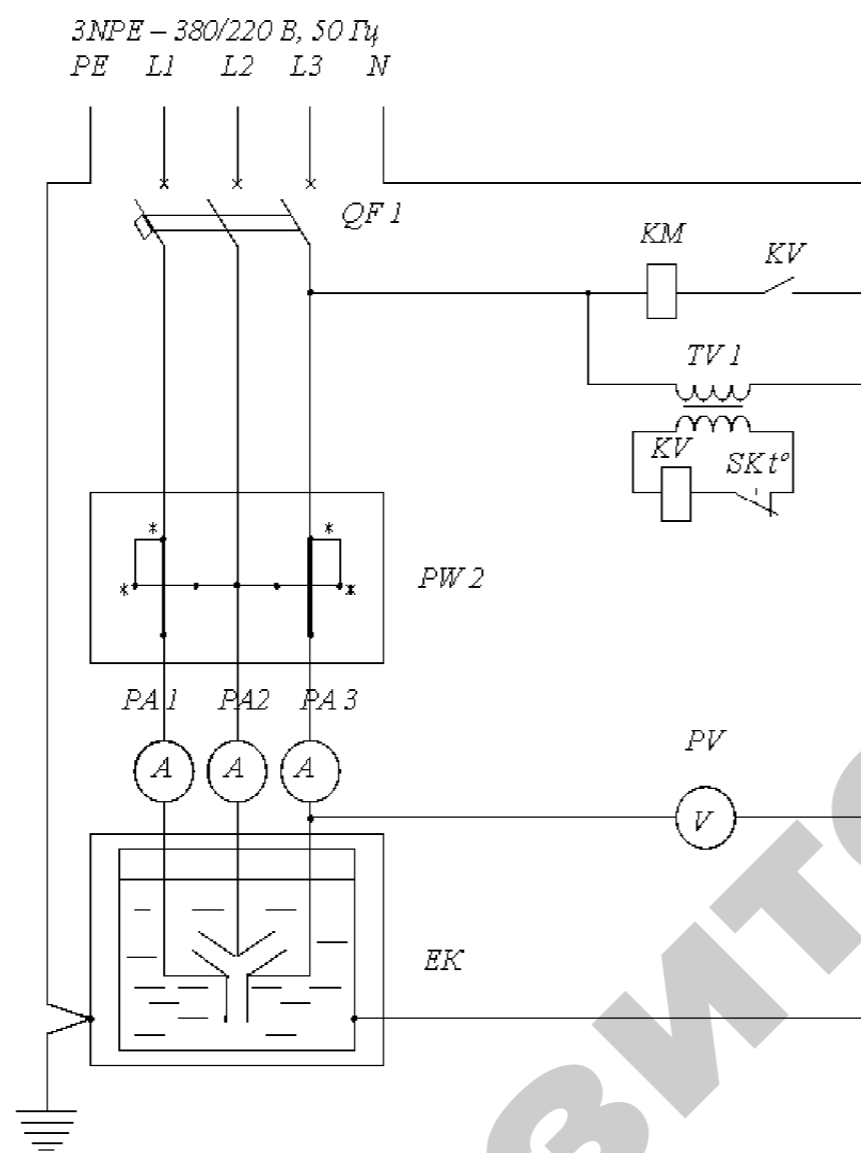 3NPE – 380/220 В, 50 Гц
PE L1 L2 L3 N
QF 1
KM
KV
TV 1
KV
SK t°
* *
* *
PW 2
PA 1 PA2 PA 3
A A A
PV
V
EK
ЗИТО